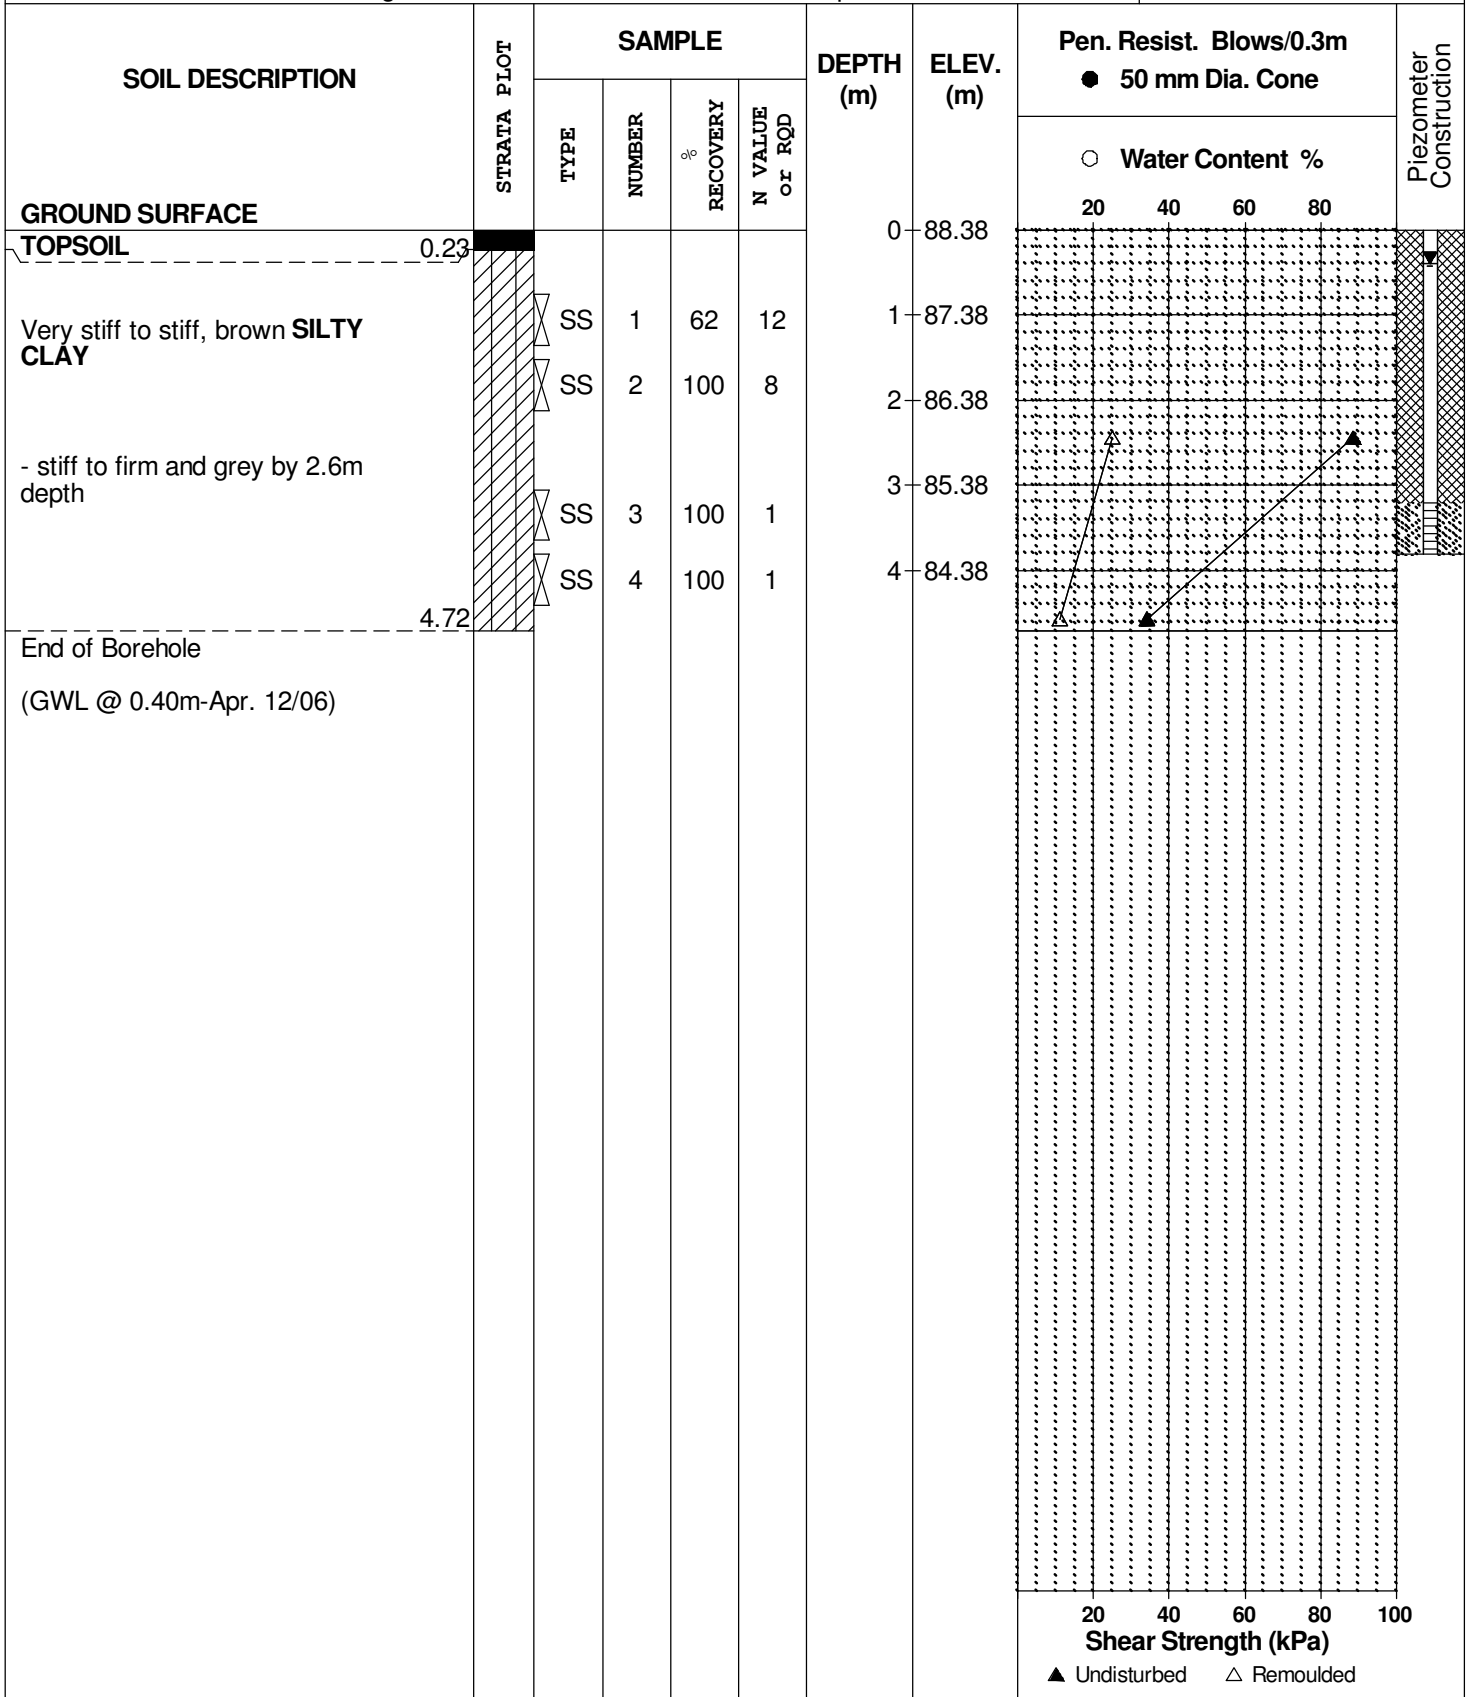 SOIL DESCRIPTION
GROUND SURFACE
STRATA PLOT
SAMPLE
TYPE
NUMBER
% RECOVERY
N VALUE or RQD
DEPTH (m)
ELEV. (m)
Pen. Resist. Blows/0.3m
● 50 mm Dia. Cone
○ Water Content %
20 40 60 80
Piezometer Construction
TOPSOIL 0.23
0 88.38
Very stiff to stiff, brown SILTY
CLAY
SS 1 62 12
1 87.38
SS 2 100 8
2 86.38
- stiff to firm and grey by 2.6m
depth
3 85.38
SS 3 100 1
SS 4 100 1
4 84.38
4.72
End of Borehole
(GWL @ 0.40m-Apr. 12/06)
20 40 60 80 100
Shear Strength (kPa)
▲ Undisturbed △ Remoulded